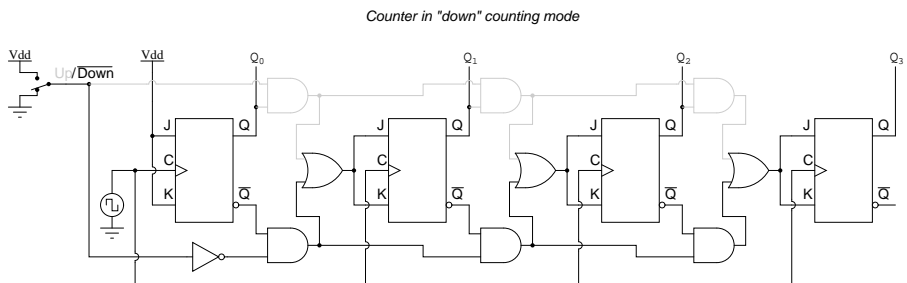 Counter in "down" counting mode
Vdd Vdd Q0 Q1 Q2 Q3
Up/Down
J Q J Q J Q J Q
C C C C
K Q K Q K Q K Q